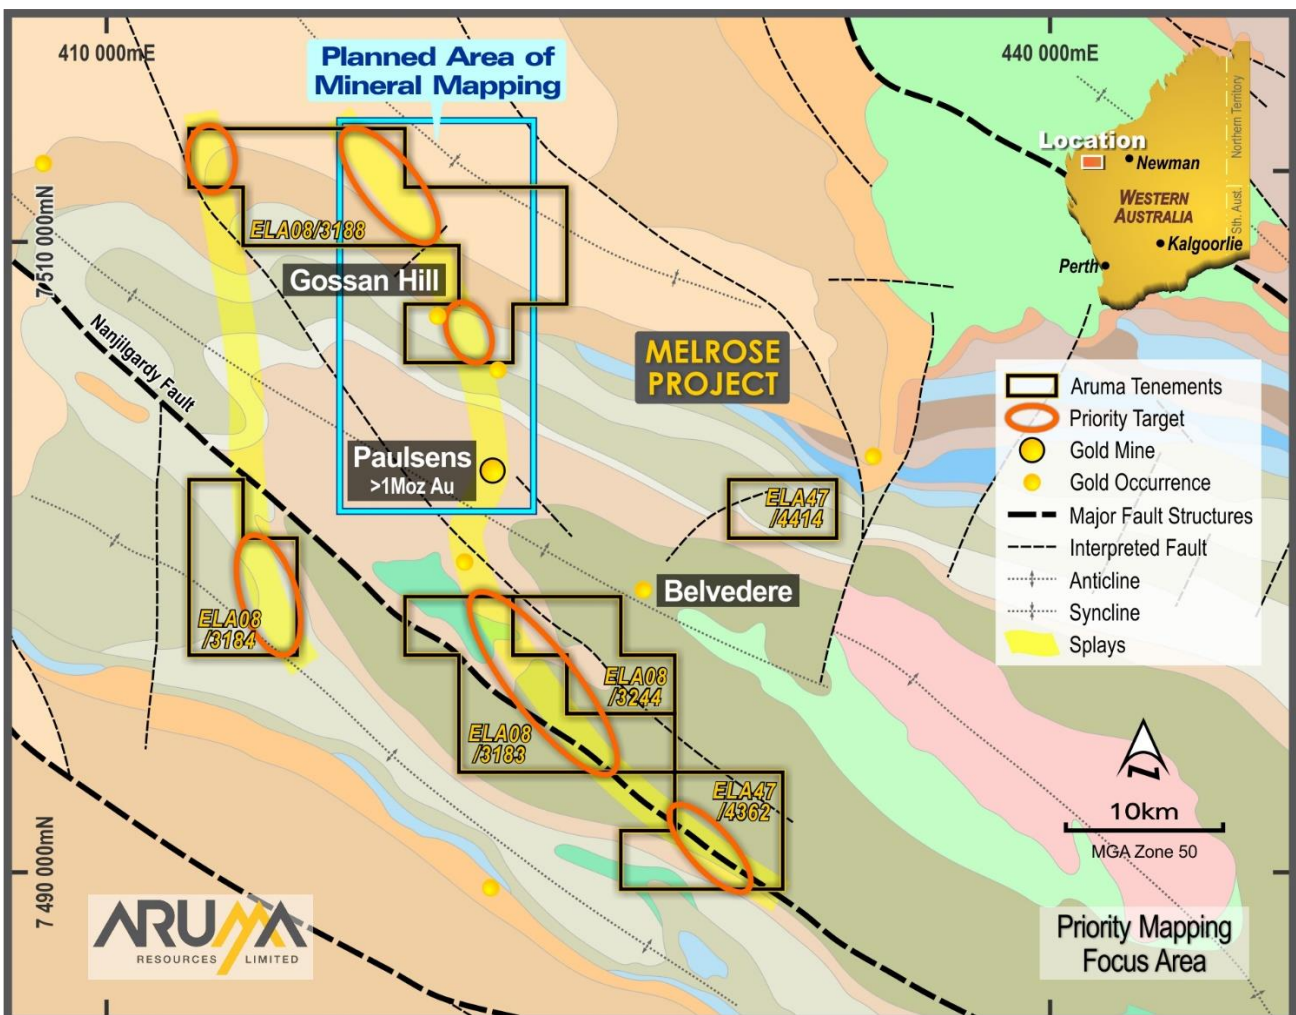 410 000mE
440 000mE
Planned Area of
Mineral Mapping
Location
Newman
WESTERN
AUSTRALIA
Kalgoorlie
Perth
Northern Territory
Sth. Aust.
7 510 000mN
ELA08/3188
Gossan Hill
Nanjilgardy Fault
MELROSE
PROJECT
Paulsens
>1Moz Au
ELA47
/4414
Aruma Tenements
Priority Target
Gold Mine
Gold Occurrence
Major Fault Structures
Interpreted Fault
Anticline
Syncline
Splays
Belvedere
ELA08
/3184
ELA08
/3244
ELA08
/3183
ELA47
/4362
N
10km
MGA Zone 50
7 490 000mN
ARUMA
RESOURCES LIMITED
Priority Mapping
Focus Area